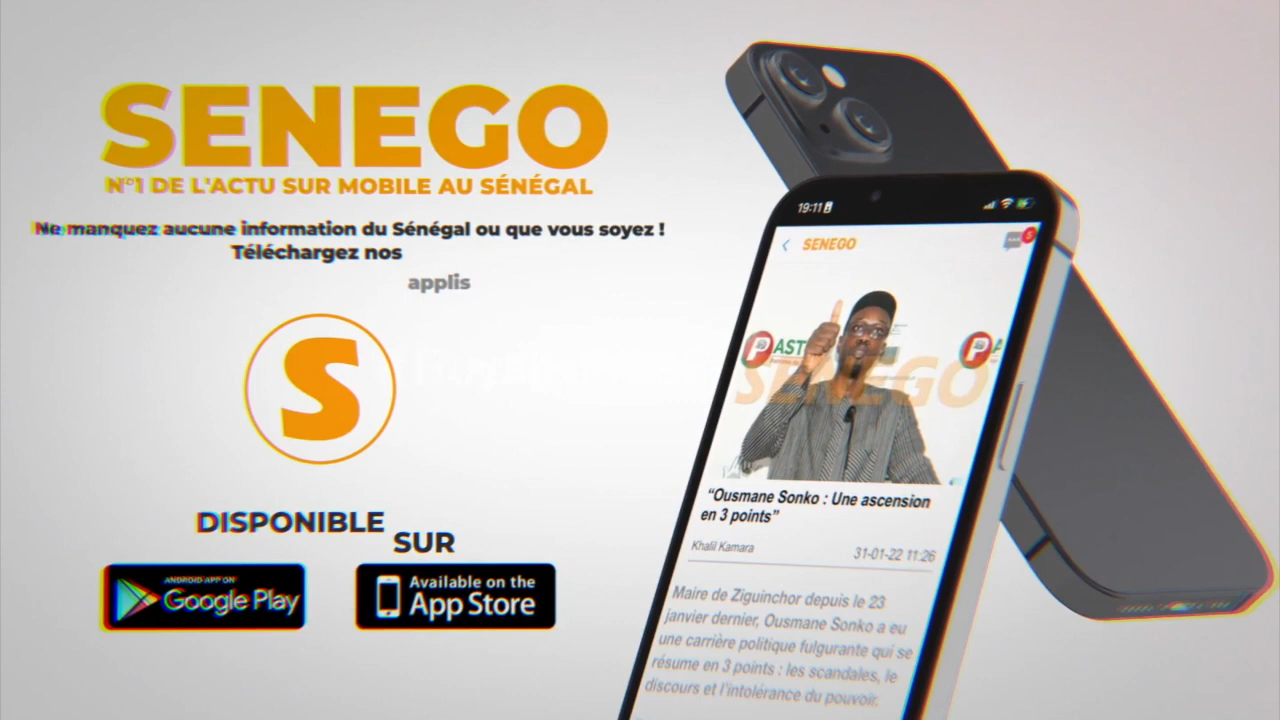 SENEGO
N°1 DE L'ACTU SUR MOBILE AU SÉNÉGAL
Ne manquez aucune information du Sénégal ou que vous soyez !
Téléchargez nos
applis
S
DISPONIBLE
SUR
ANDROID APP ON
Google Play
Available on the
App Store
19:11
SENEGO
5
PAST
PA
SENEGO
“Ousmane Sonko : Une ascension
en 3 points”
Khalil Kamara
31-01-22 11:26
Maire de Ziguinchor depuis le 23
janvier dernier, Ousmane Sonko a eu
une carrière politique fulgurante qui se
résume en 3 points : les scandales, le
discours et l'intolérance du pouvoir.